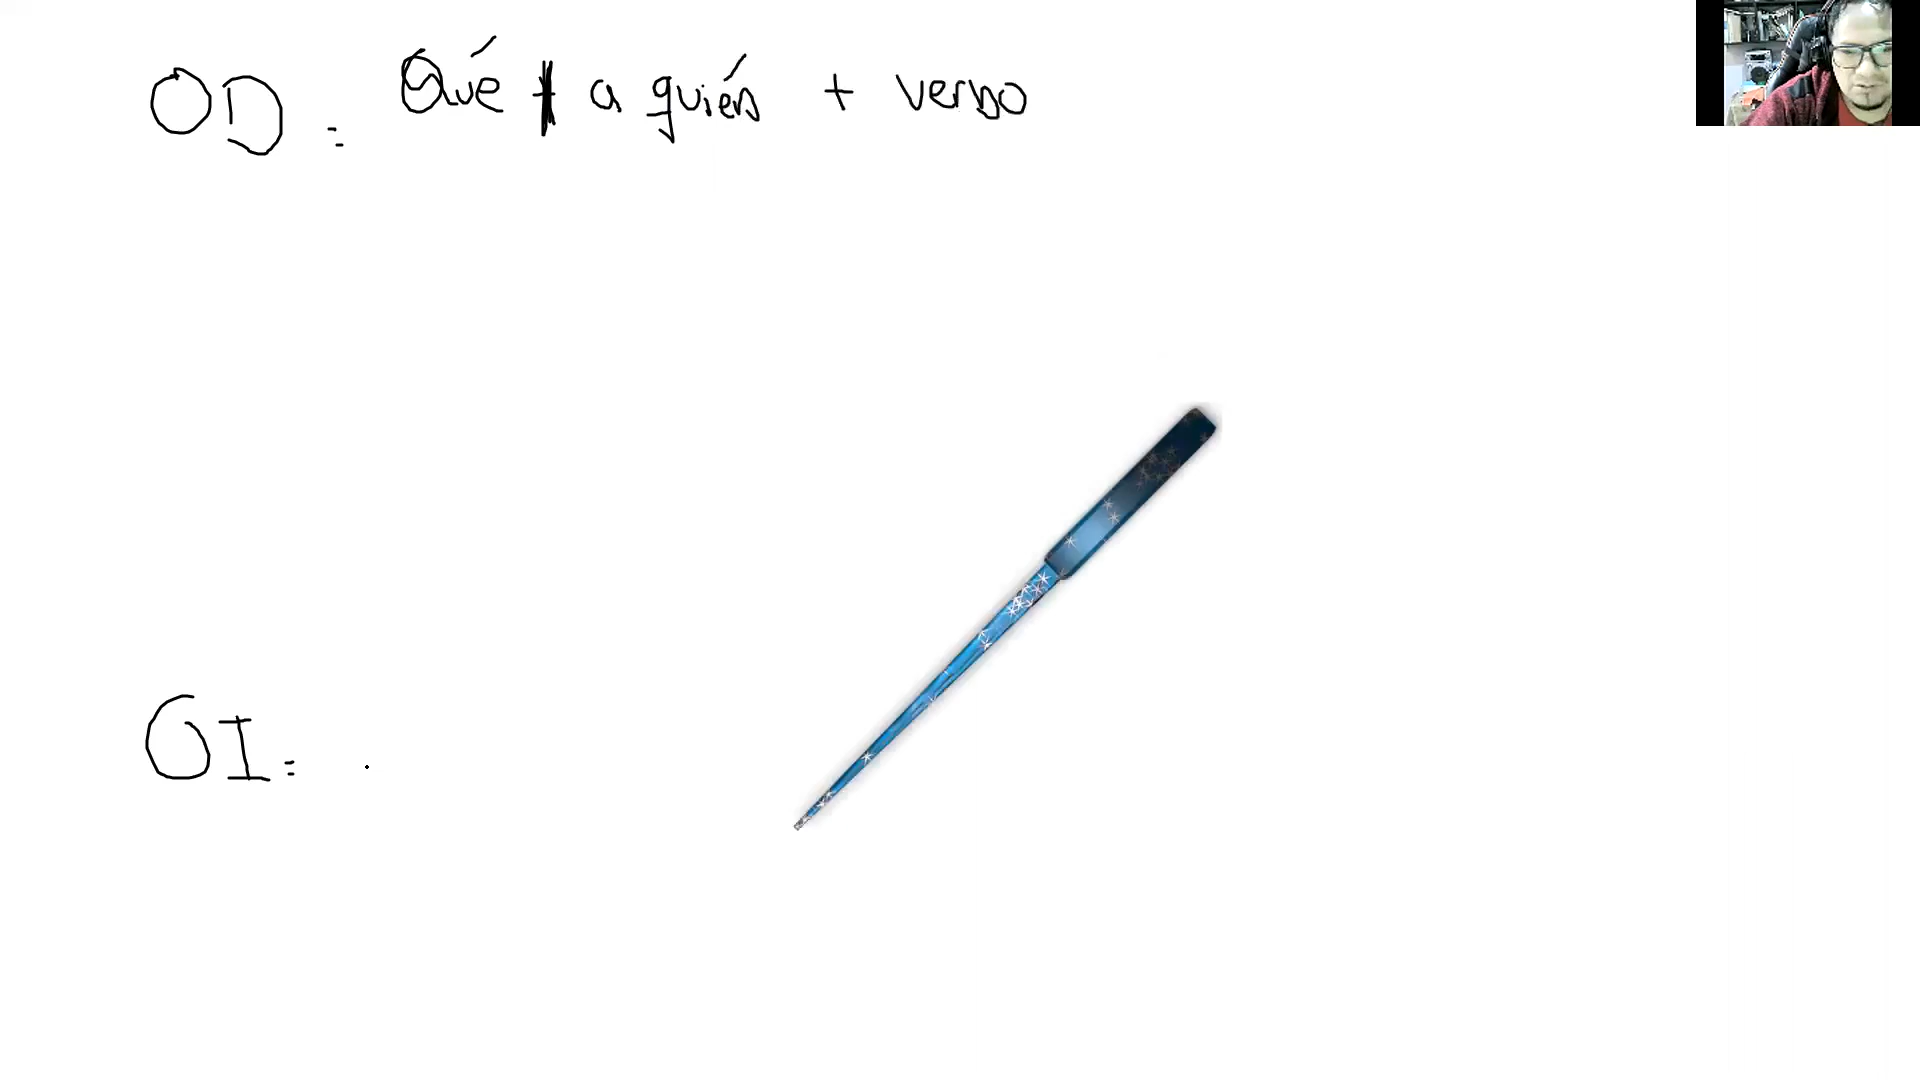 OD = Qué / a quién + verbo
OI =